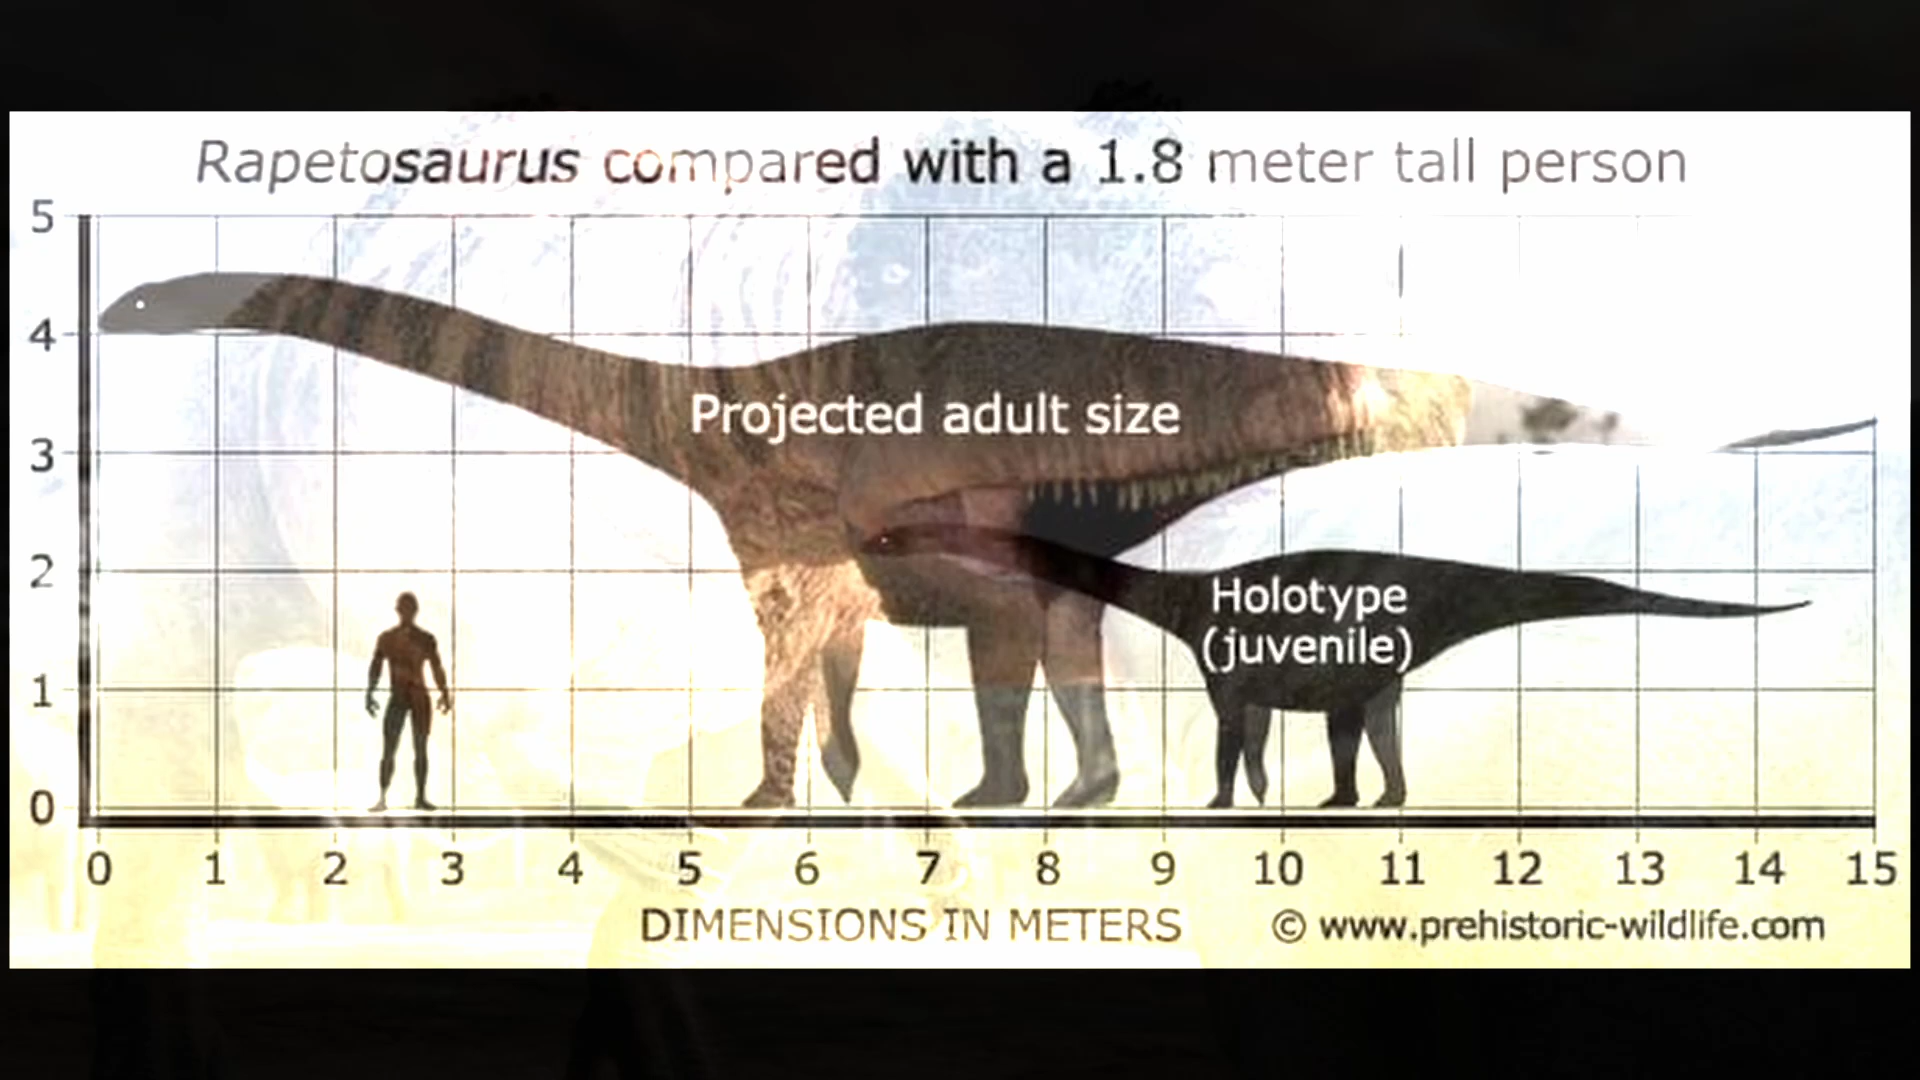 Rapetosaurus compared with a 1.8 meter tall person
5
4
3
2
1
0
Projected adult size
Holotype
(juvenile)
0 1 2 3 4 5 6 7 8 9 10 11 12 13 14 15
DIMENSIONS IN METERS
© www.prehistoric-wildlife.com